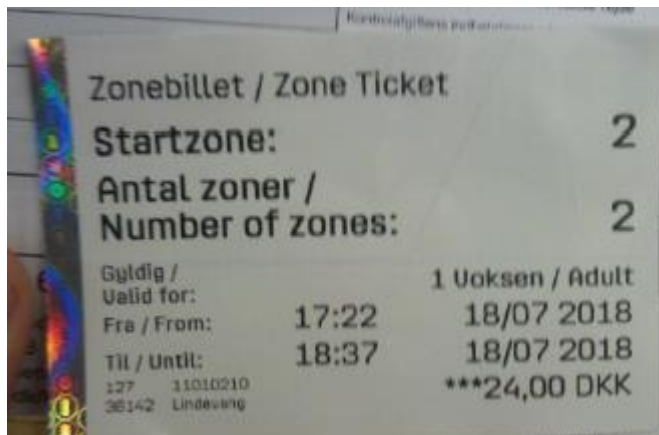 Zonebillet / Zone Ticket
Startzone: 2
Antal zoner /
Number of zones: 2
Gyldig /
Valid for: 1 Voksen / Adult
Fra / From: 17:22 18/07 2018
Til / Until: 18:37 18/07 2018
127 11010210 ***24,00 DKK
36142 Lindevang